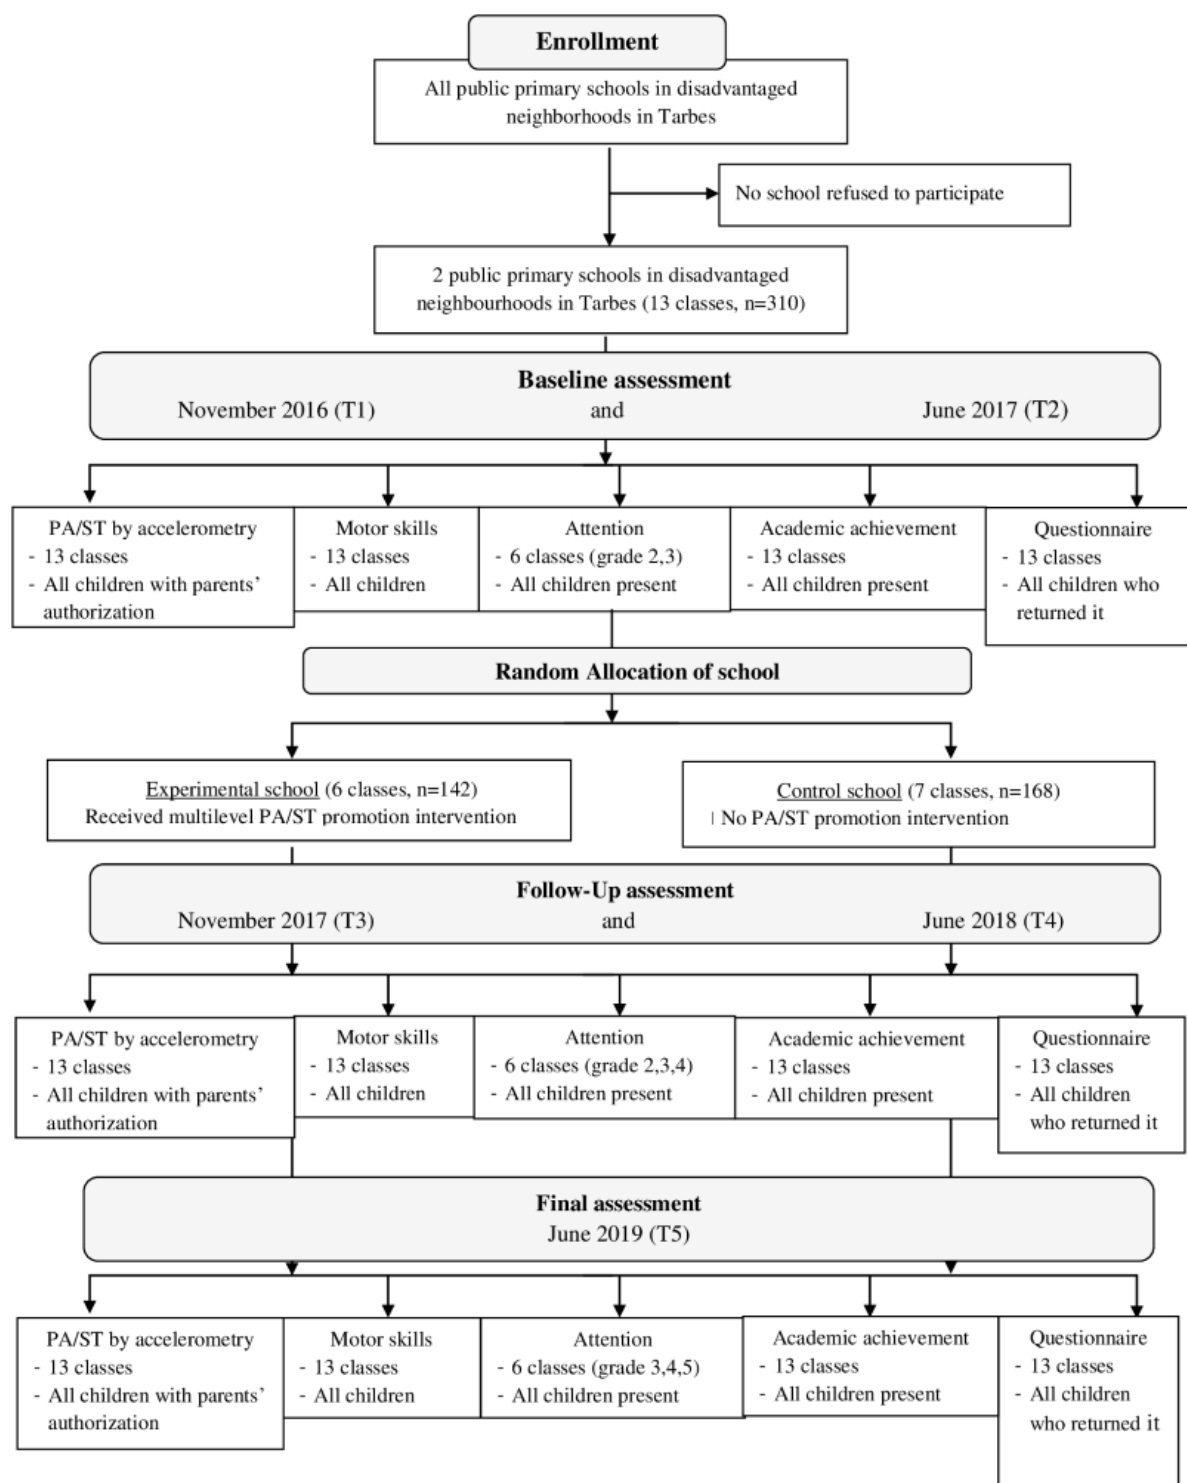 Enrollment
All public primary schools in disadvantaged
neighborhoods in Tarbes
No school refused to participate
2 public primary schools in disadvantaged
neighbourhoods in Tarbes (13 classes, n=310)
Baseline assessment
November 2016 (T1) and June 2017 (T2)
PA/ST by accelerometry
- 13 classes
- All children with parents’
authorization
Motor skills
- 13 classes
- All children
Attention
- 6 classes (grade 2,3)
- All children present
Academic achievement
- 13 classes
- All children present
Questionnaire
- 13 classes
- All children who
returned it
Random Allocation of school
Experimental school (6 classes, n=142)
Received multilevel PA/ST promotion intervention
Control school (7 classes, n=168)
No PA/ST promotion intervention
Follow-Up assessment
November 2017 (T3) and June 2018 (T4)
PA/ST by accelerometry
- 13 classes
- All children with parents’
authorization
Motor skills
- 13 classes
- All children
Attention
- 6 classes (grade 2,3,4)
- All children present
Academic achievement
- 13 classes
- All children present
Questionnaire
- 13 classes
- All children
who returned it
Final assessment
June 2019 (T5)
PA/ST by accelerometry
- 13 classes
- All children with parents’
authorization
Motor skills
- 13 classes
- All children
Attention
- 6 classes (grade 3,4,5)
- All children present
Academic achievement
- 13 classes
- All children present
Questionnaire
- 13 classes
- All children
who returned it